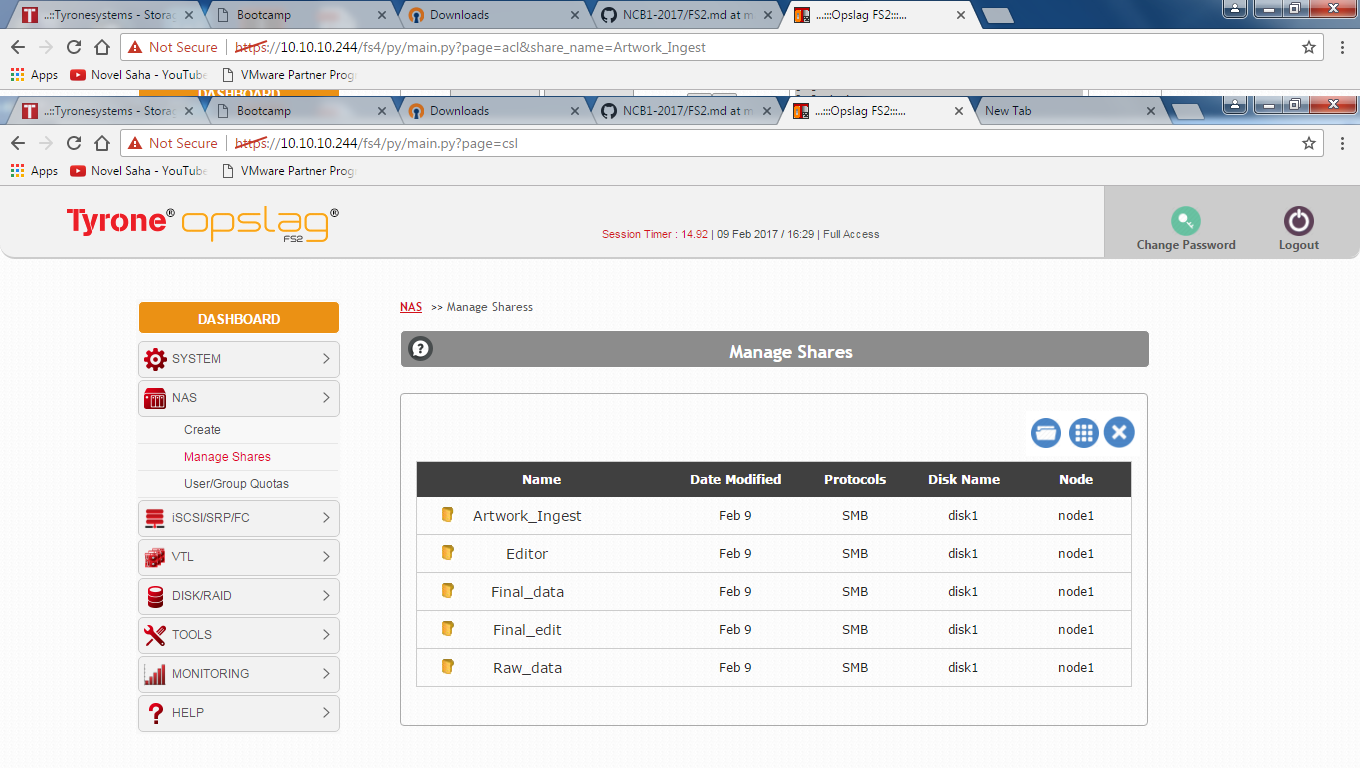 ...::Tyronesystems - Storag Bootcamp Downloads NCB1-2017/FS2.md at m ...:::Opslag FS2:::...
Not Secure https://10.10.10.244/fs4/py/main.py?page=acl&share_name=Artwork_Ingest
Apps Novel Saha - YouTube VMware Partner Prog
DASHBOARD
...::Tyronesystems - Storag Bootcamp Downloads NCB1-2017/FS2.md at m ...:::Opslag FS2:::... New Tab
Not Secure https://10.10.10.244/fs4/py/main.py?page=csl
Apps Novel Saha - YouTube VMware Partner Prog
Tyrone® opslag® FS2
Session Timer : 14.92 | 09 Feb 2017 / 16:29 | Full Access
Change Password Logout
NAS >> Manage Sharess
DASHBOARD
Manage Shares
SYSTEM
NAS
Create
Manage Shares
User/Group Quotas
iSCSI/SRP/FC
VTL
DISK/RAID
TOOLS
MONITORING
HELP
Name Date Modified Protocols Disk Name Node
Artwork_Ingest Feb 9 SMB disk1 node1
Editor Feb 9 SMB disk1 node1
Final_data Feb 9 SMB disk1 node1
Final_edit Feb 9 SMB disk1 node1
Raw_data Feb 9 SMB disk1 node1